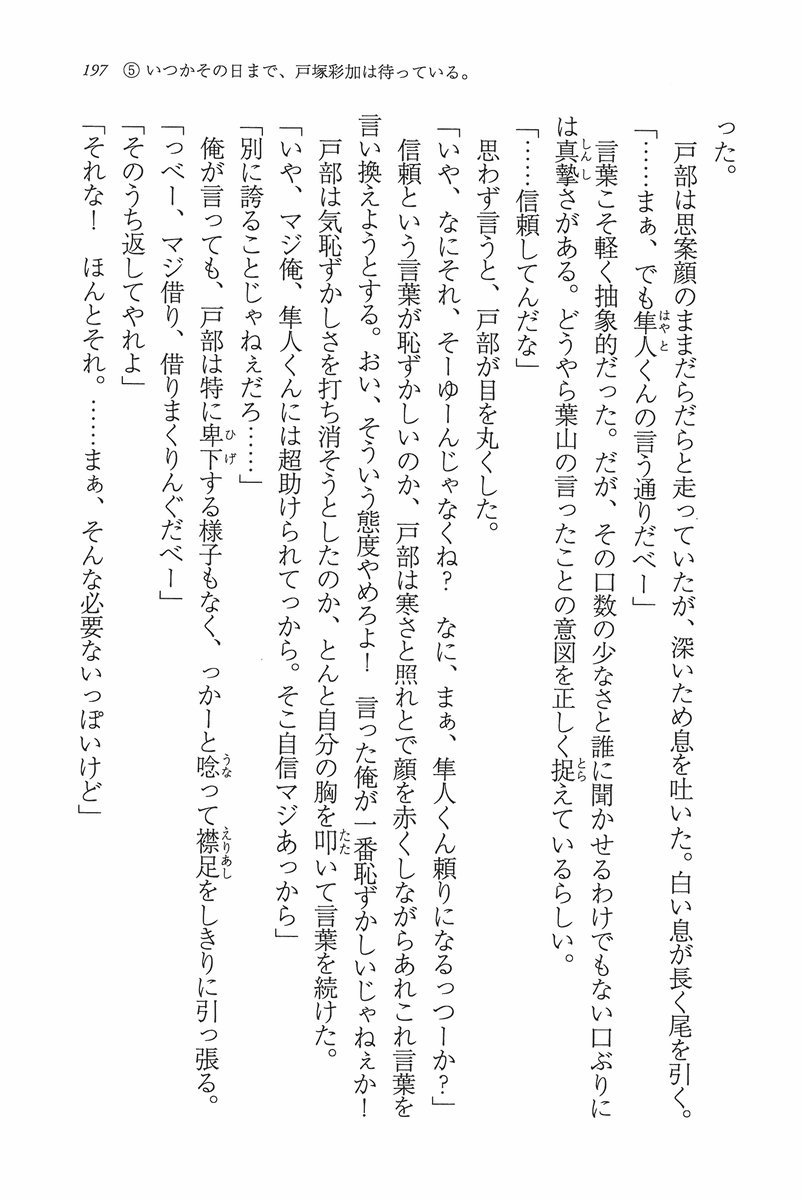 197　⑤いつかその日まで、戸塚彩加は待っている。
った。
　戸部は思案顔のままだらだらと走っていたが、深いため息を吐いた。白い息が長く尾を引く。
「……まぁ、でも隼人くんの言う通りだべー」
　言葉こそ軽く抽象的だった。だが、その口数の少なさと誰に聞かせるわけでもない口ぶりに
は真摯さがある。どうやら葉山の言ったことの意図を正しく捉えているらしい。
「……信頼してんだな」
　思わず言うと、戸部が目を丸くした。
「いや、なにそれ、そーゆーんじゃなくね？　なに、まぁ、隼人くん頼りになるっつーか？」
　信頼という言葉が恥ずかしいのか、戸部は寒さと照れとで顔を赤くしながらあれこれ言葉を
言い換えようとする。おい、そういう態度やめろよ！　言った俺が一番恥ずかしいじゃねぇか！
　戸部は気恥ずかしさを打ち消そうとしたのか、とんと自分の胸を叩いて言葉を続けた。
「いや、マジ俺、隼人くんには超助けられてっから。そこ自信マジあっから」
「別に誇ることじゃねぇだろ……」
　俺が言っても、戸部は特に卑下する様子もなく、っかーと唸って襟足をしきりに引っ張る。
「っべー、マジ借り、借りまくりんぐだべー」
「そのうち返してやれよ」
「それな！　ほんとそれ。……まぁ、そんな必要ないっぽいけど」